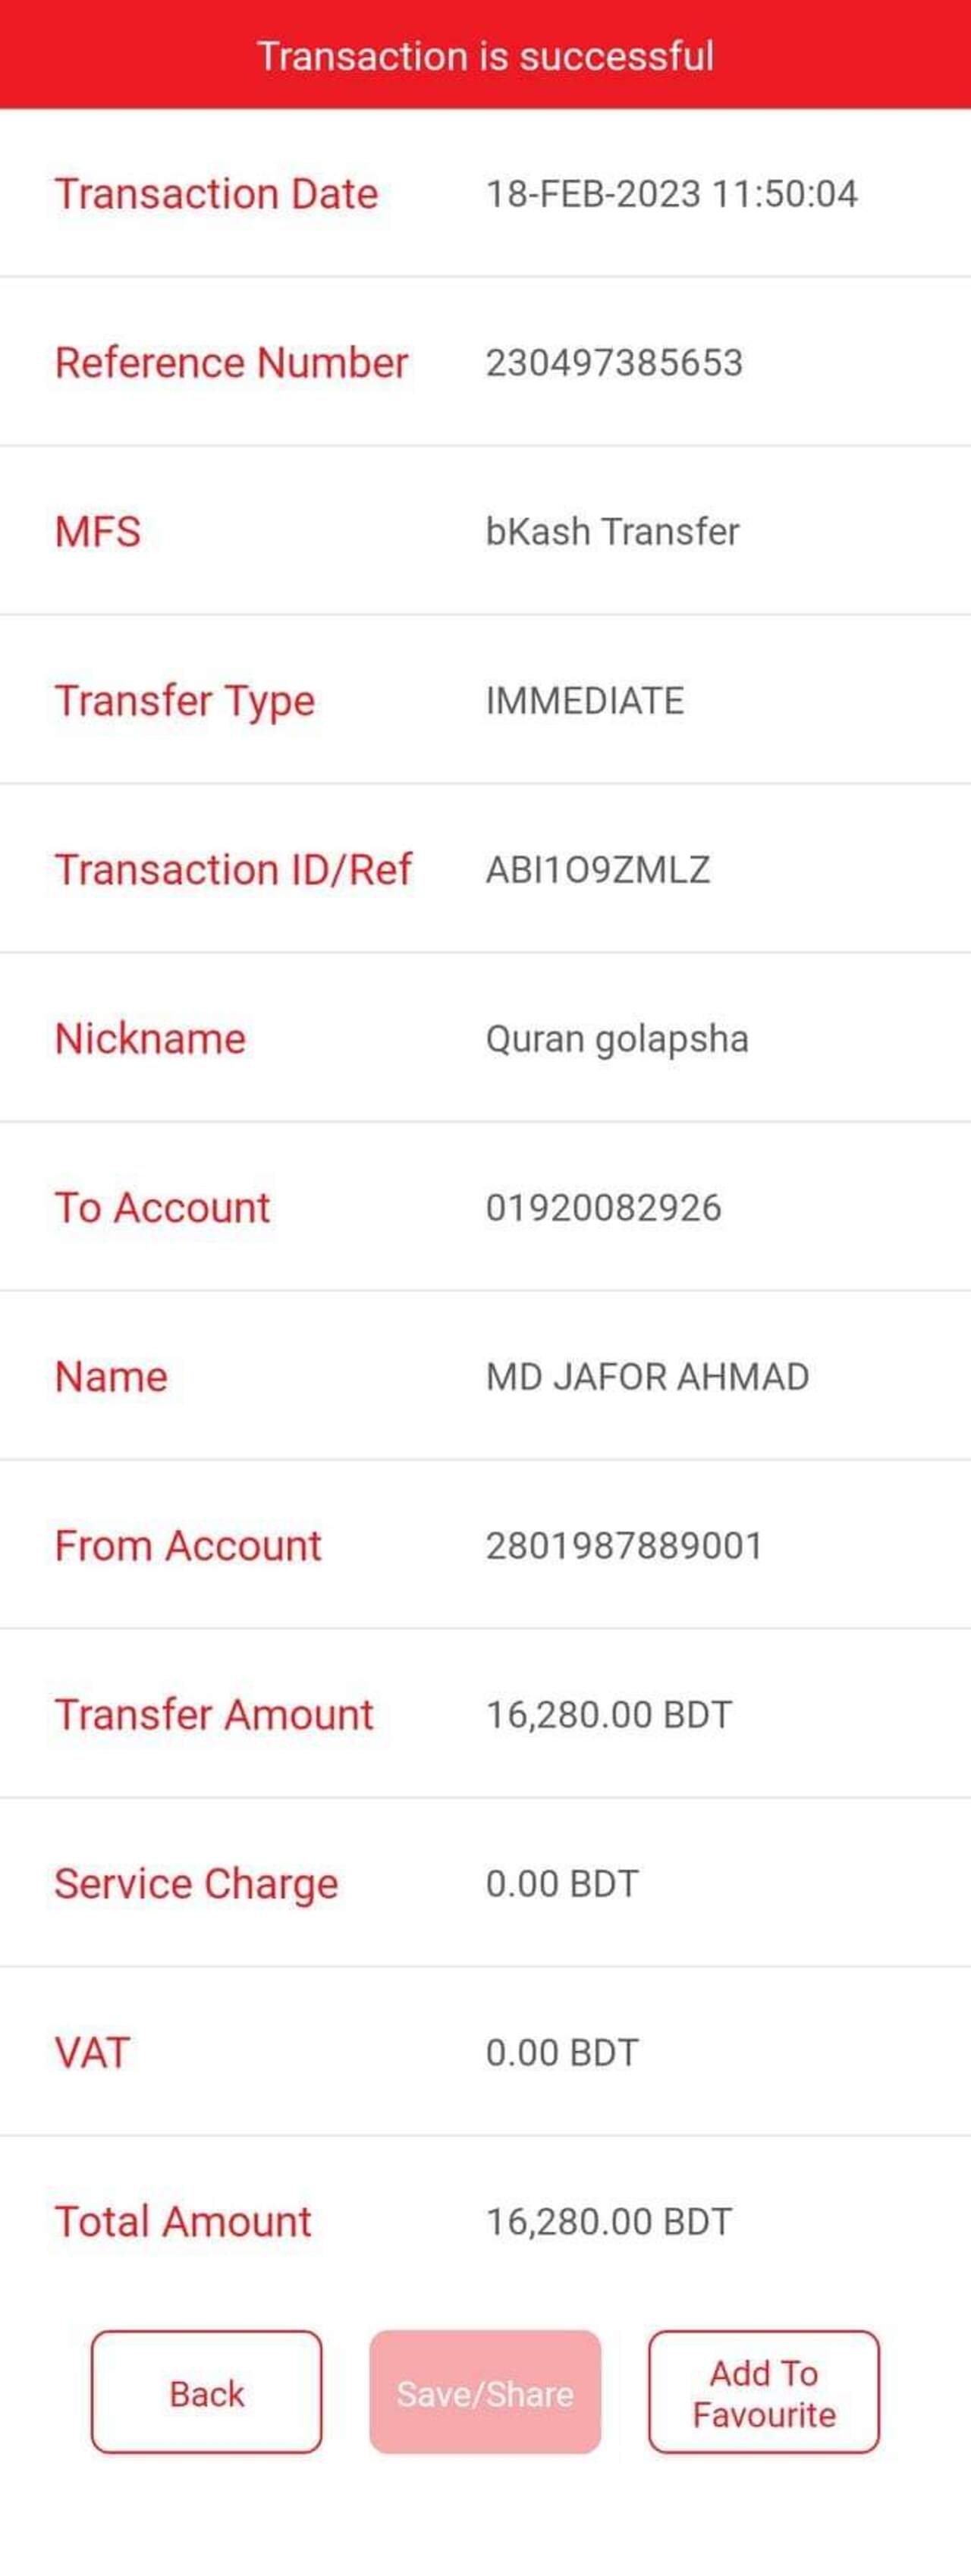 Transaction is successful
Transaction Date 18-FEB-2023 11:50:04
Reference Number 230497385653
MFS bKash Transfer
Transfer Type IMMEDIATE
Transaction ID/Ref ABI1O9ZMLZ
Nickname Quran golapsha
To Account 01920082926
Name MD JAFOR AHMAD
From Account 2801987889001
Transfer Amount 16,280.00 BDT
Service Charge 0.00 BDT
VAT 0.00 BDT
Total Amount 16,280.00 BDT
Back
Save/Share
Add To
Favourite